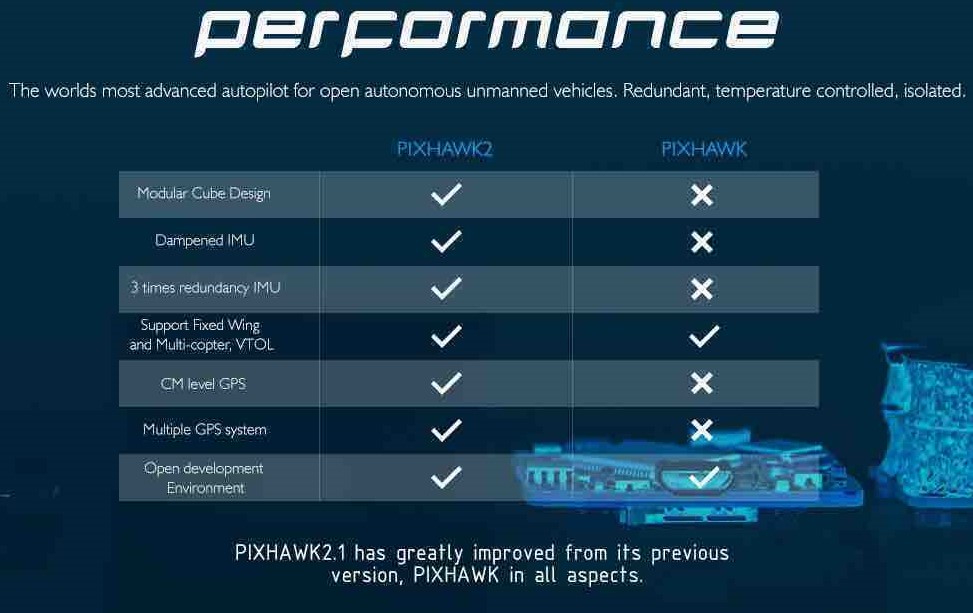 performance
The worlds most advanced autopilot for open autonomous unmanned vehicles. Redundant, temperature controlled, isolated.
PIXHAWK2 PIXHAWK
Modular Cube Design
Dampened IMU
3 times redundancy IMU
Support Fixed Wing
and Multi-copter, VTOL
CM level GPS
Multiple GPS system
Open development
Environment
PIXHAWK2.1 has greatly improved from its previous
version, PIXHAWK in all aspects.